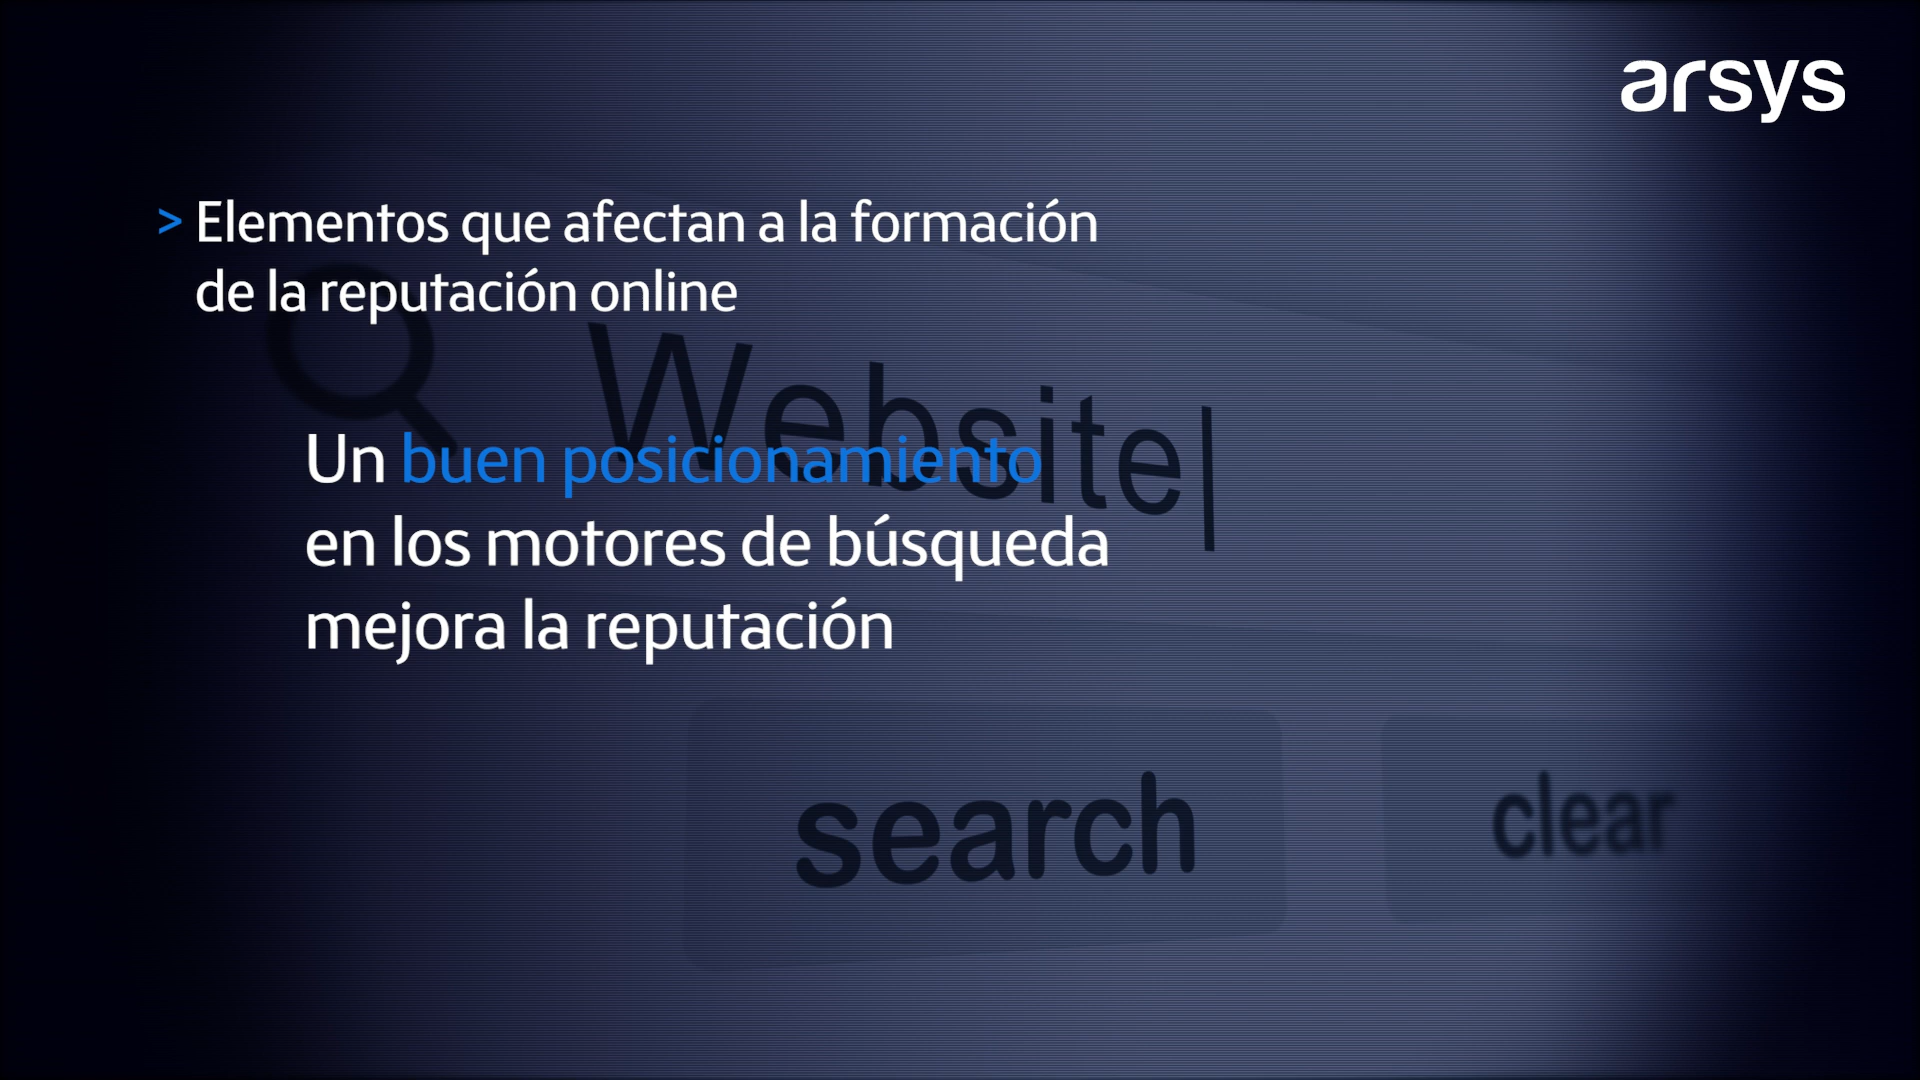 arsys
> Elementos que afectan a la formación
de la reputación online
Website|
Un buen posicionamiento
en los motores de búsqueda
mejora la reputación
search
clear